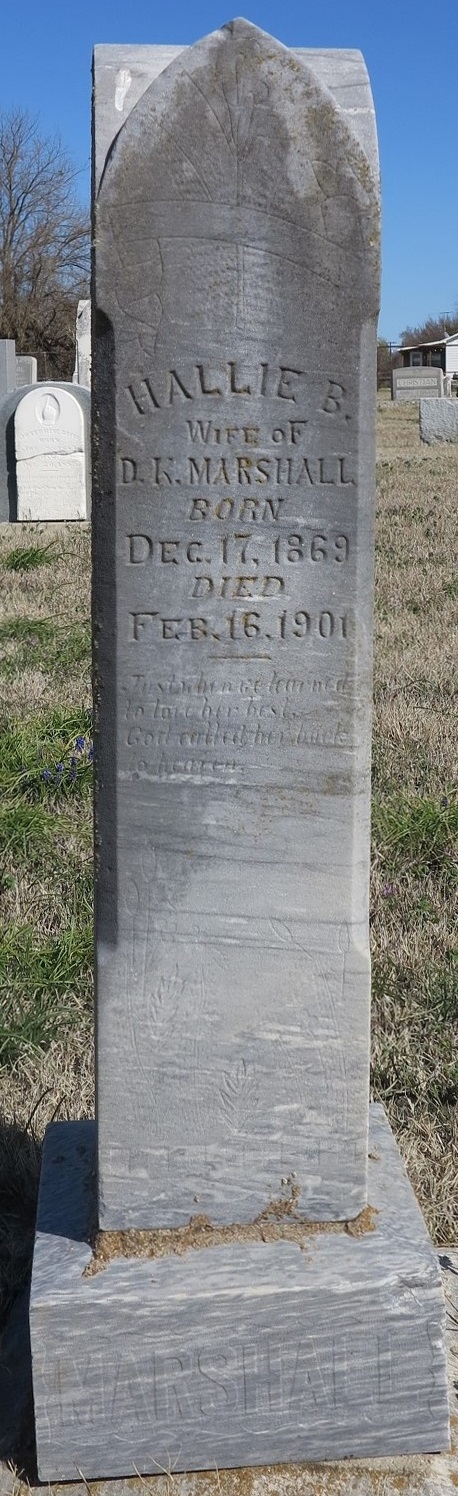 HALLIE B.
WIFE OF
D. K. MARSHALL
BORN
DEC. 17, 1869
DIED
FEB. 16, 1901
Just when we learned
to love her best,
God called her back
to heaven.
MARSHALL